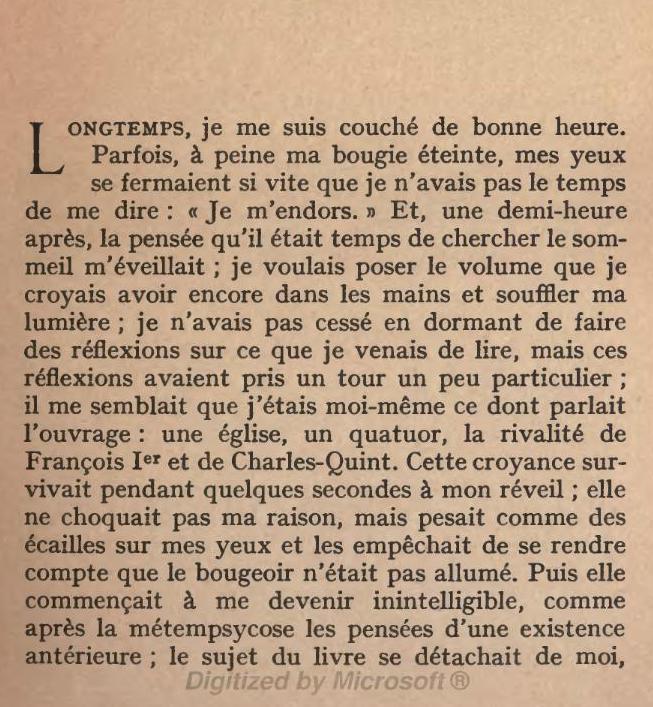 LONGTEMPS, je me suis couché de bonne heure.
Parfois, à peine ma bougie éteinte, mes yeux
se fermaient si vite que je n'avais pas le temps
de me dire : « Je m'endors. » Et, une demi-heure
après, la pensée qu'il était temps de chercher le som-
meil m'éveillait ; je voulais poser le volume que je
croyais avoir encore dans les mains et souffler ma
lumière ; je n'avais pas cessé en dormant de faire
des réflexions sur ce que je venais de lire, mais ces
réflexions avaient pris un tour un peu particulier ;
il me semblait que j'étais moi-même ce dont parlait
l'ouvrage : une église, un quatuor, la rivalité de
François Ier et de Charles-Quint. Cette croyance sur-
vivait pendant quelques secondes à mon réveil ; elle
ne choquait pas ma raison, mais pesait comme des
écailles sur mes yeux et les empêchait de se rendre
compte que le bougeoir n'était pas allumé. Puis elle
commençait à me devenir inintelligible, comme
après la métempsycose les pensées d'une existence
antérieure ; le sujet du livre se détachait de moi,
Digitized by Microsoft ®